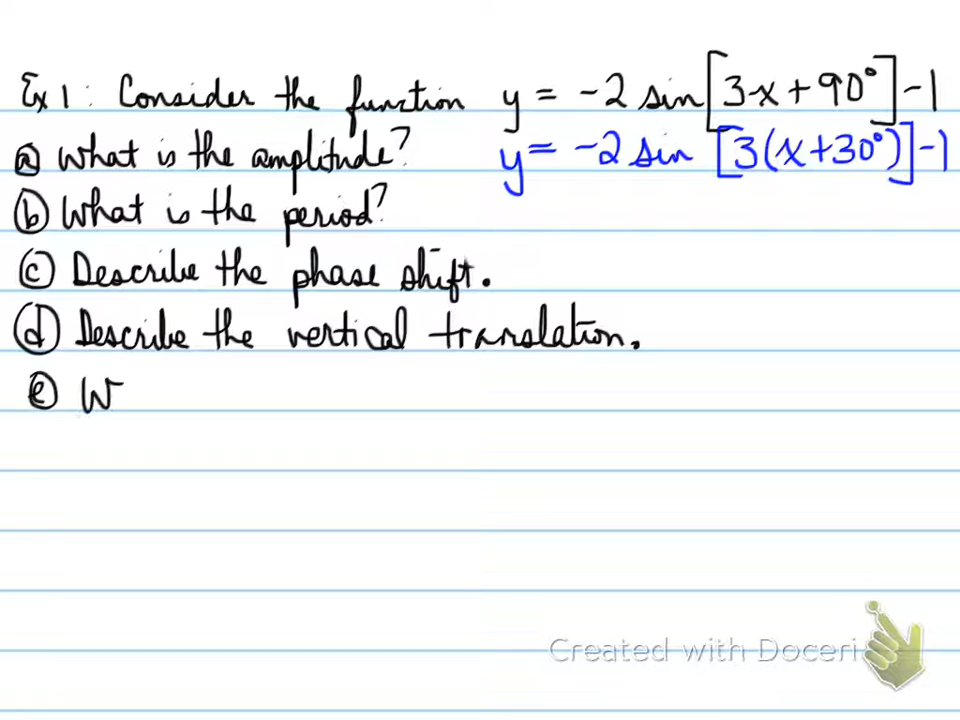 Ex 1: Consider the function y = -2 sin[3x + 90°] - 1
ⓐ What is the amplitude? y = -2 sin [3(x+30°)] - 1
ⓑ What is the period?
ⓒ Describe the phase shift.
ⓓ Describe the vertical translation.
ⓔ W
Created with Doceri